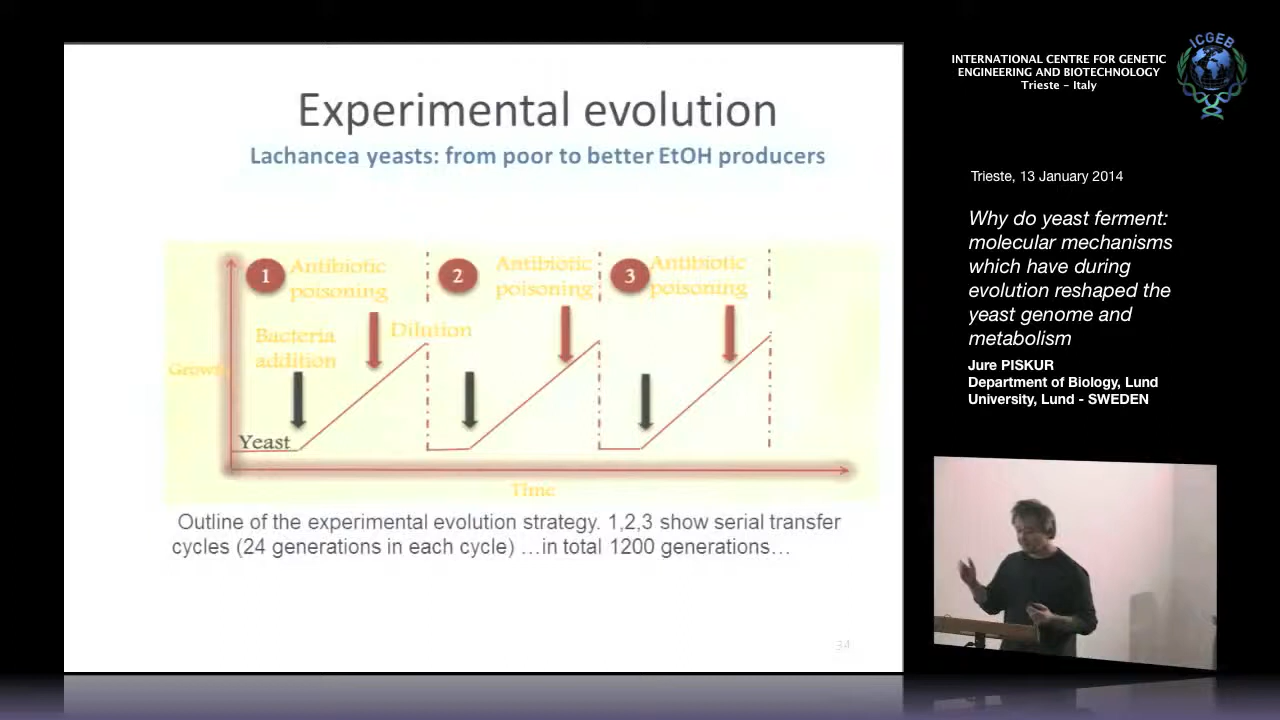 Experimental evolution
Lachancea yeasts: from poor to better EtOH producers
1
Antibiotic
poisoning
2
Antibiotic
poisoning
3
Antibiotic
poisoning
Bacteria
addition
Dilution
Growth
Yeast
Time
Outline of the experimental evolution strategy. 1,2,3 show serial transfer
cycles (24 generations in each cycle) …in total 1200 generations…
34
INTERNATIONAL CENTRE FOR GENETIC
ENGINEERING AND BIOTECHNOLOGY
Trieste – Italy
ICGEB
Trieste, 13 January 2014
Why do yeast ferment:
molecular mechanisms
which have during
evolution reshaped the
yeast genome and
metabolism
Jure PISKUR
Department of Biology, Lund
University, Lund - SWEDEN